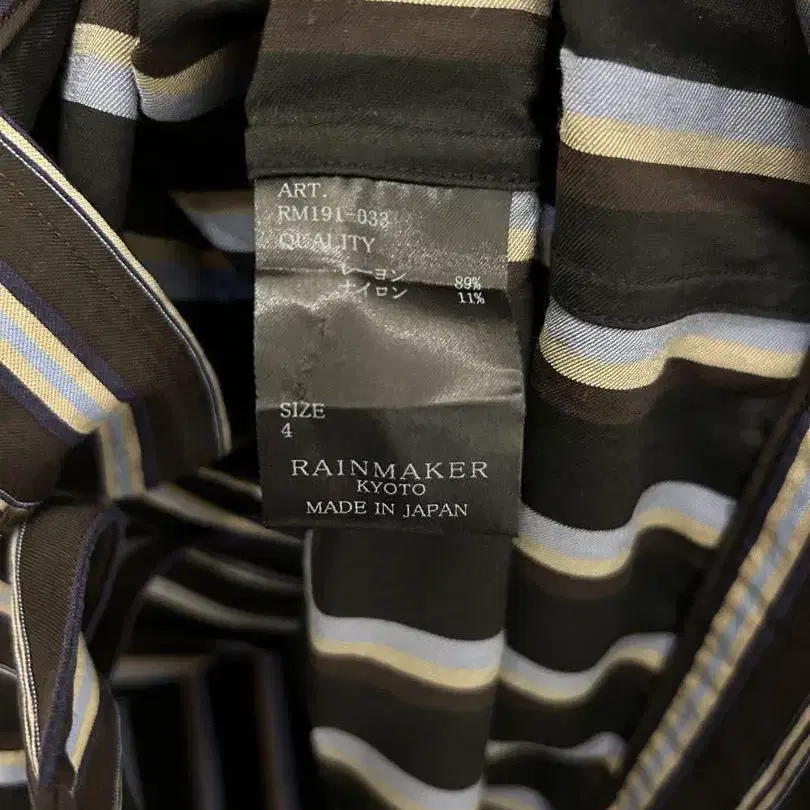 ART.
RM191-033
QUALITY
レーヨン 89%
ナイロン 11%
SIZE
4
RAINMAKER
KYOTO
MADE IN JAPAN